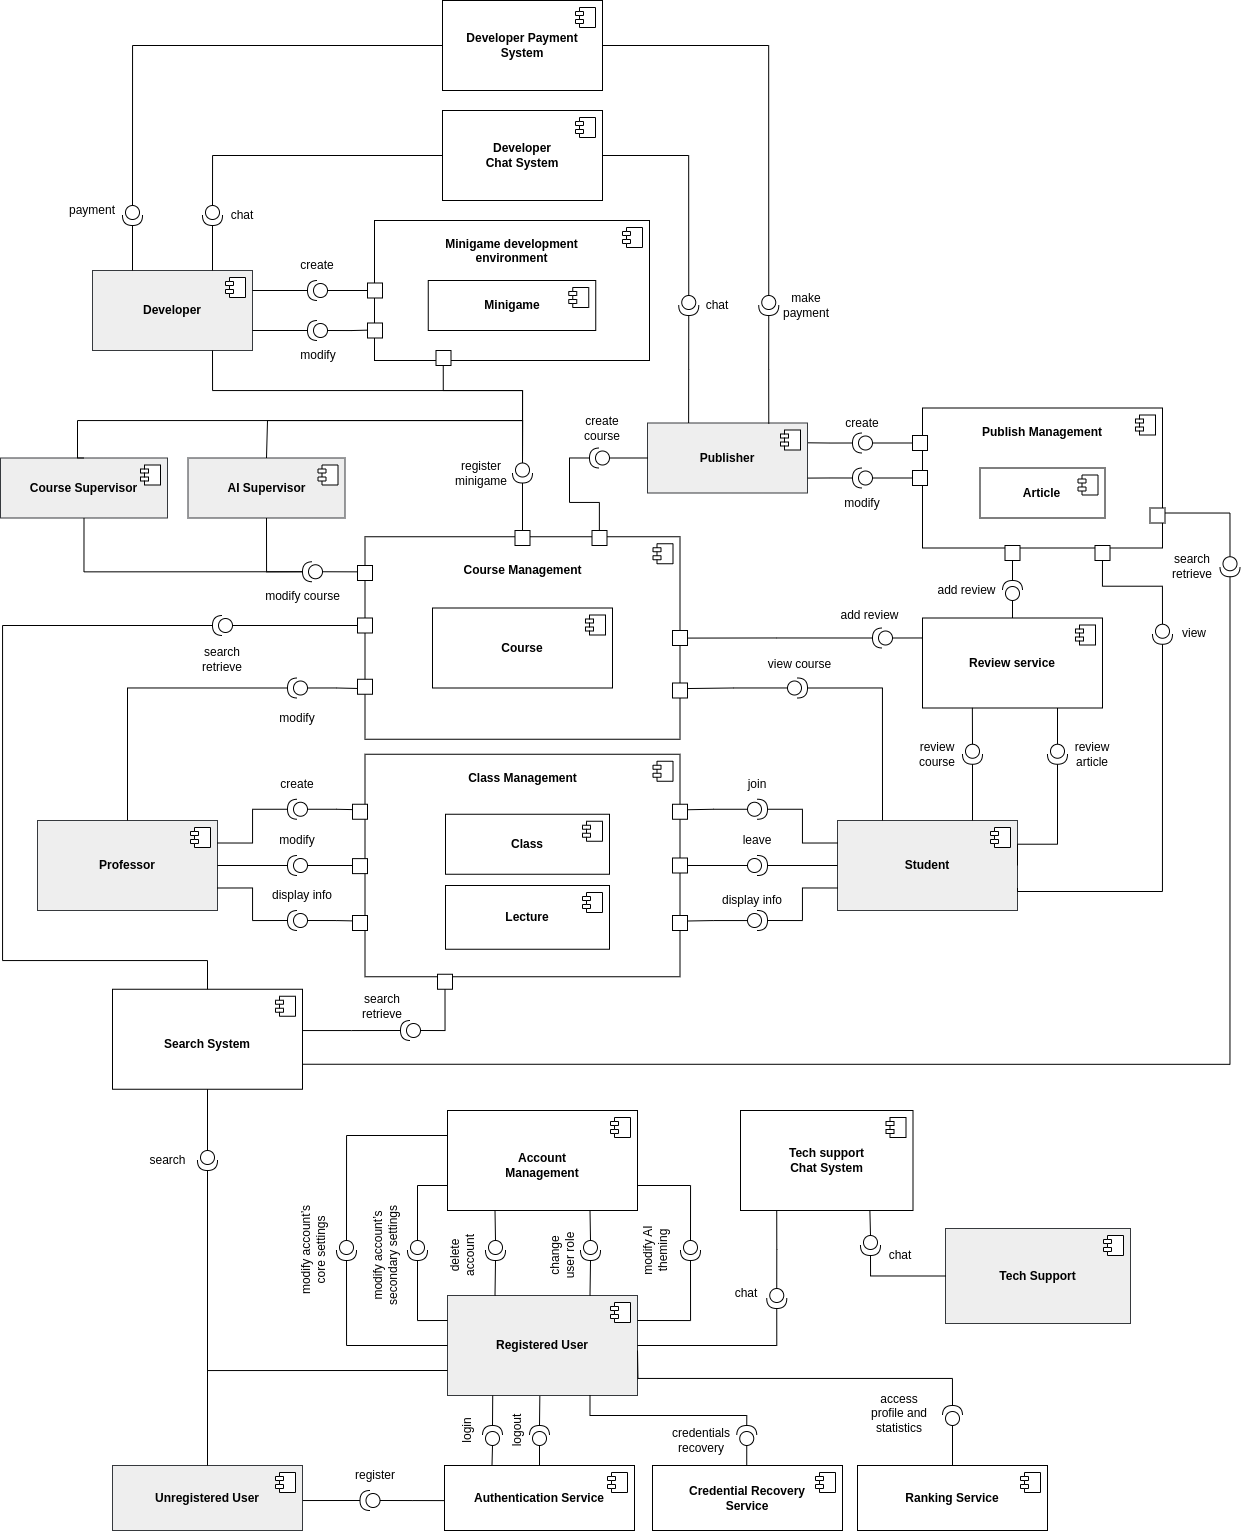 Developer Payment
System
Developer
Chat System
payment
chat
Minigame development
environment
create
Minigame
Developer
modify
chat
make
payment
create
course
create
Publish Management
Publisher
register
minigame
Course Supervisor
AI Supervisor
modify
Article
search
retrieve
Course Management
modify course
add review
add review
view
search
retrieve
Course
Review service
view course
modify
review
course
review
article
Class Management
create
join
modify
Class
leave
Professor
Student
display info
display info
Lecture
search
retrieve
Search System
search
Account
Management
Tech support
Chat System
modify account's
core settings
modify account's
secondary settings
delete
account
change
user role
modify AI
theming
chat
Tech Support
chat
Registered User
access
profile and
statistics
login
logout
credentials
recovery
register
Unregistered User
Authentication Service
Credential Recovery
Service
Ranking Service